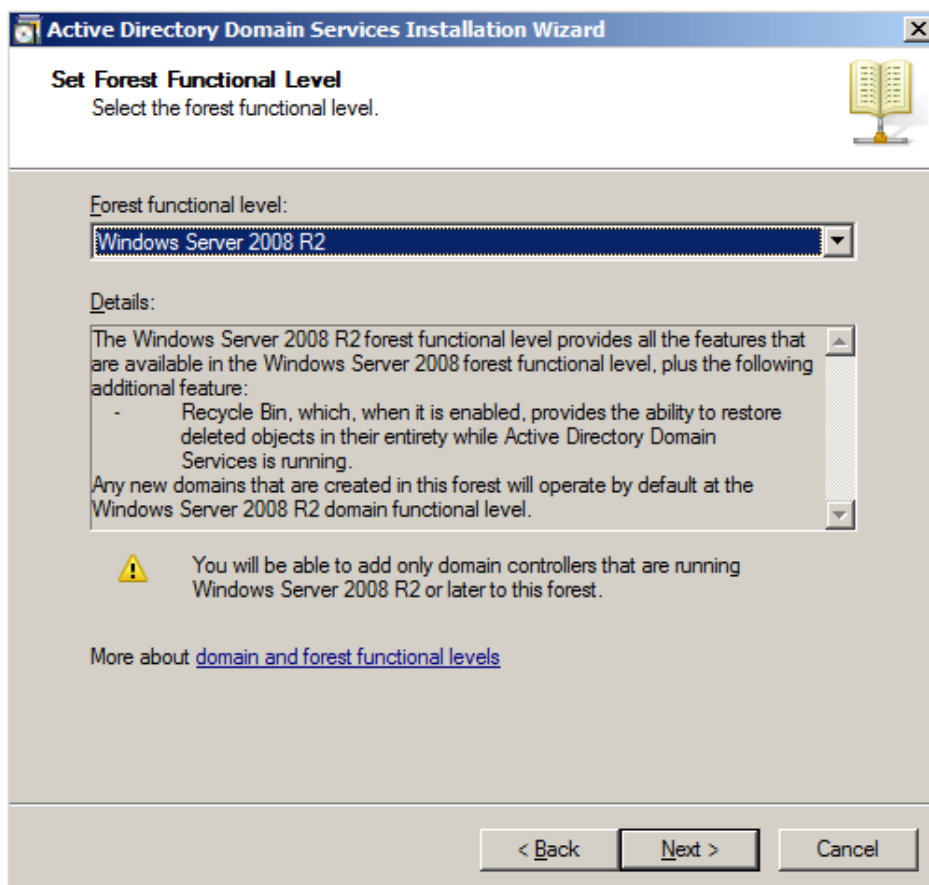 Active Directory Domain Services Installation Wizard
Set Forest Functional Level
Select the forest functional level.
Forest functional level:
Windows Server 2008 R2
Details:
The Windows Server 2008 R2 forest functional level provides all the features that
are available in the Windows Server 2008 forest functional level, plus the following
additional feature:
- Recycle Bin, which, when it is enabled, provides the ability to restore
deleted objects in their entirety while Active Directory Domain
Services is running.
Any new domains that are created in this forest will operate by default at the
Windows Server 2008 R2 domain functional level.
You will be able to add only domain controllers that are running
Windows Server 2008 R2 or later to this forest.
More about domain and forest functional levels
< Back Next > Cancel